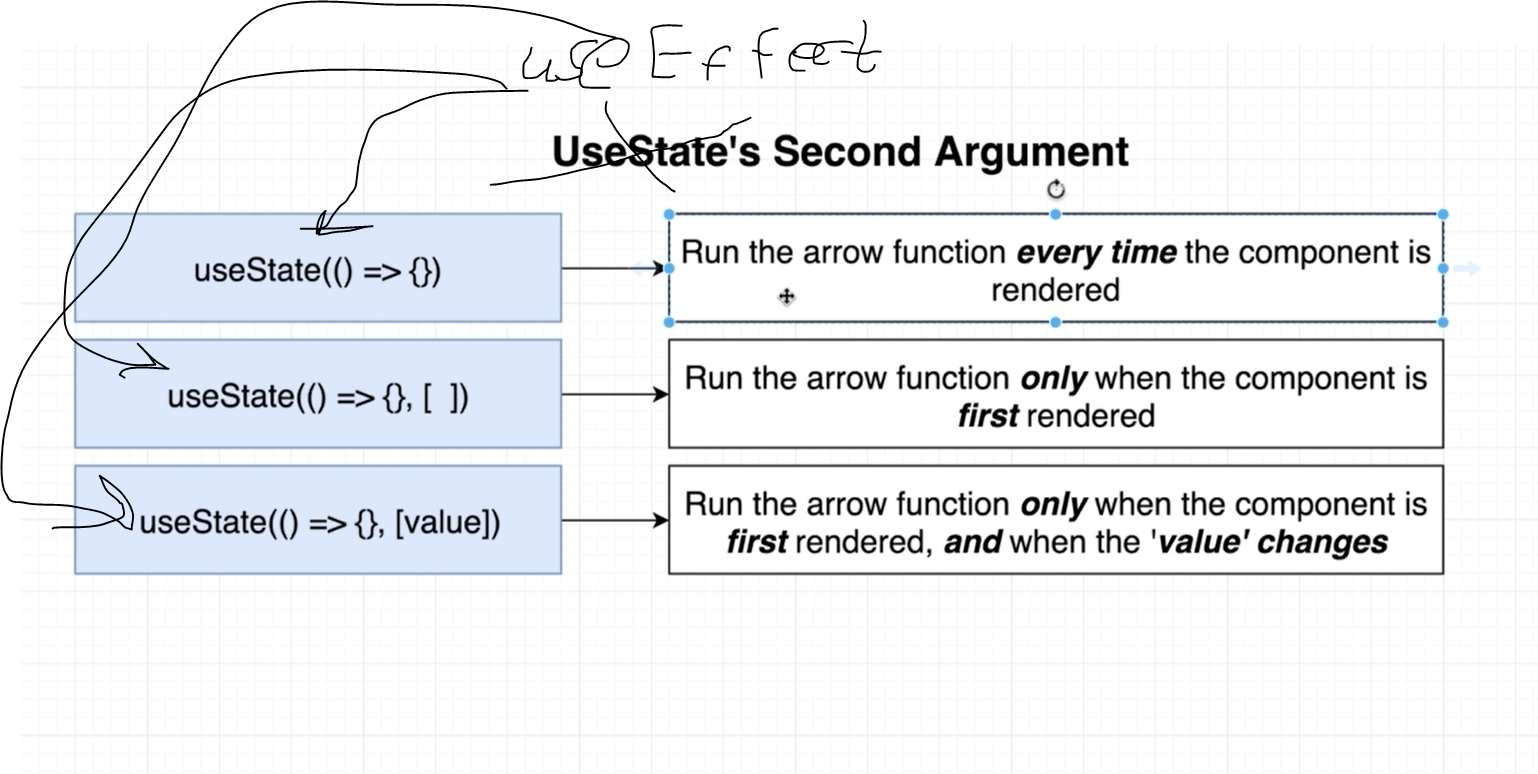 useEffect
UseState's Second Argument
useState(() => {})
Run the arrow function every time the component is
rendered
useState(() => {}, [  ])
Run the arrow function only when the component is
first rendered
useState(() => {}, [value])
Run the arrow function only when the component is
first rendered, and when the 'value' changes